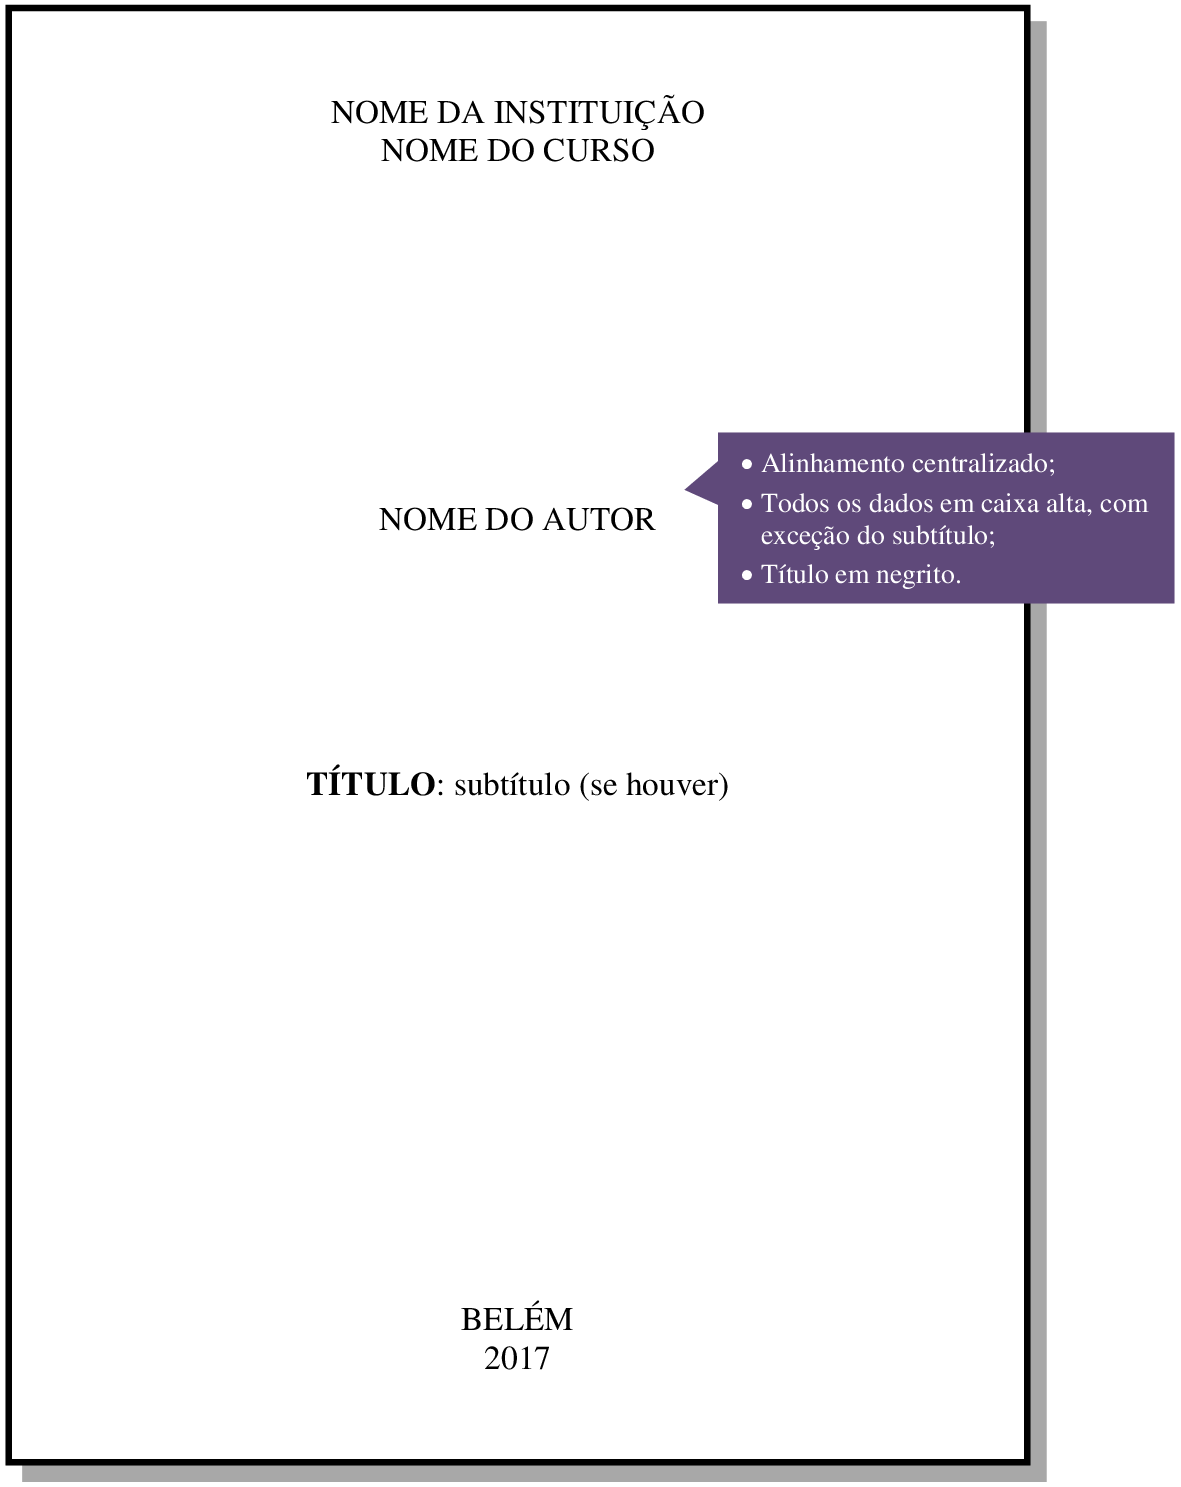 NOME DA INSTITUIÇÃO
NOME DO CURSO
NOME DO AUTOR
• Alinhamento centralizado;
• Todos os dados em caixa alta, com
exceção do subtítulo;
• Título em negrito.
TÍTULO: subtítulo (se houver)
BELÉM
2017